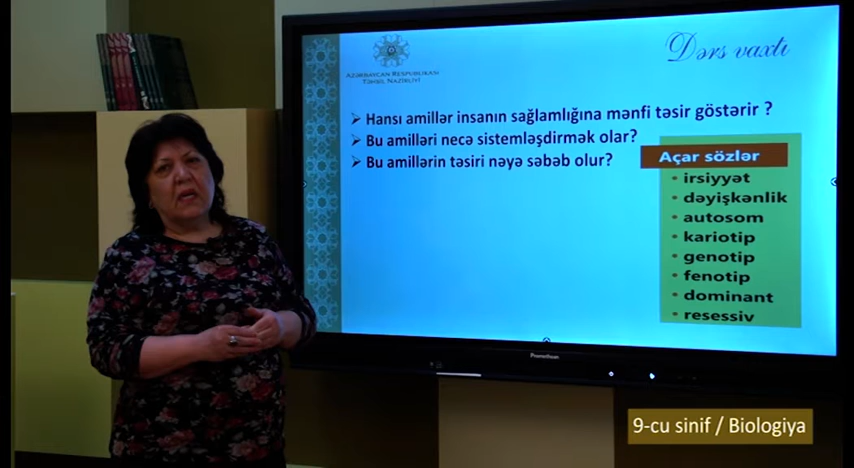 Dərs vaxtı
AZƏRBAYCAN RESPUBLİKASI
TƏHSİL NAZİRLİYİ
➢ Hansı amillər insanın sağlamlığına mənfi təsir göstərir ?
➢ Bu amilləri necə sistemləşdirmək olar?
➢ Bu amillərin təsiri nəyə səbəb olur?
Açar sözlər
• irsiyyət
• dəyişkənlik
• autosom
• kariotip
• genotip
• fenotip
• dominant
• resessiv
Promethean
9-cu sinif / Biologiya